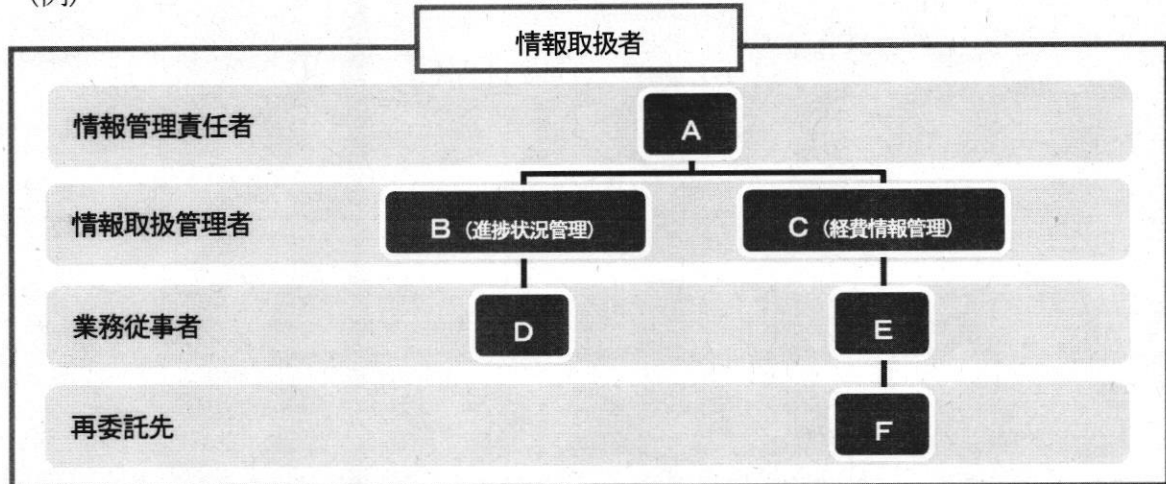 （例）
情報取扱者
情報管理責任者
A
情報取扱管理者
B（進捗状況管理）
C（経費情報管理）
業務従事者
D
E
再委託先
F